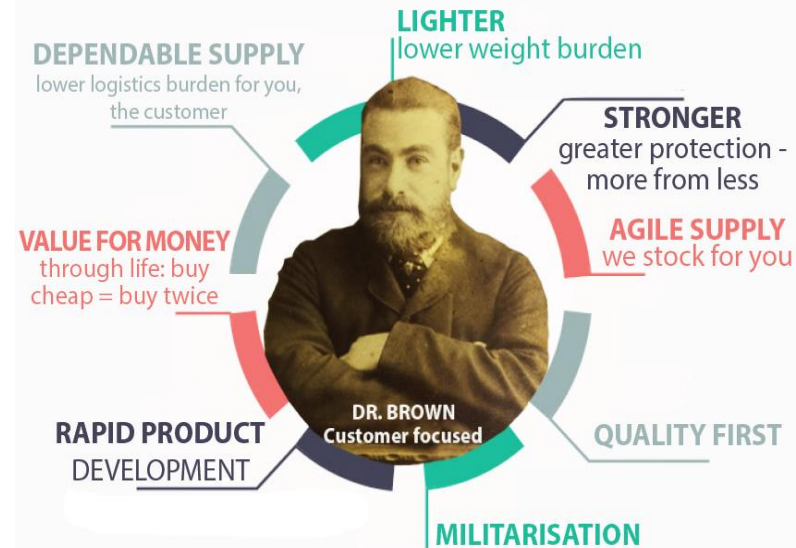 LIGHTER
lower weight burden
DEPENDABLE SUPPLY
lower logistics burden for you,
the customer
STRONGER
greater protection -
more from less
VALUE FOR MONEY
through life: buy
cheap = buy twice
AGILE SUPPLY
we stock for you
DR. BROWN
Customer focused
RAPID PRODUCT
DEVELOPMENT
QUALITY FIRST
MILITARISATION